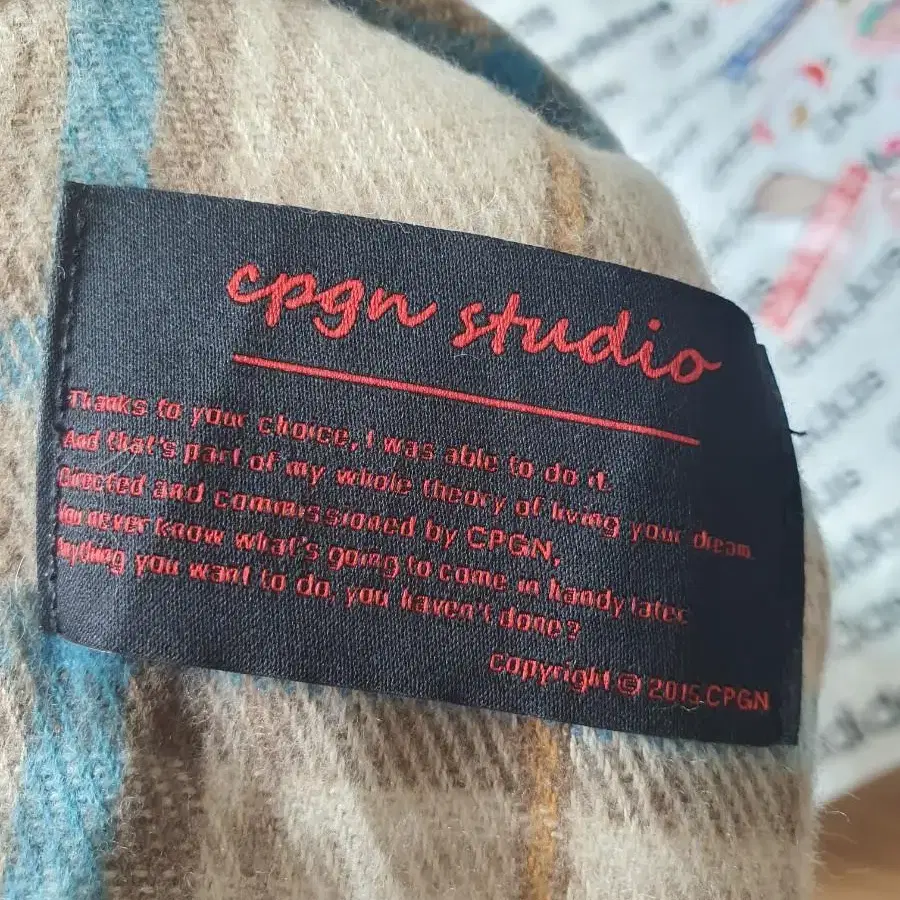 cpgn studio
Thanks to your choice, I was able to do it.
And that's part of my whole theory of living your dream.
Directed and commissioned by CPGN,
You never know what's going to come in handy later.
Anything you want to do, you haven't done?
Copyright © 2015 CPGN